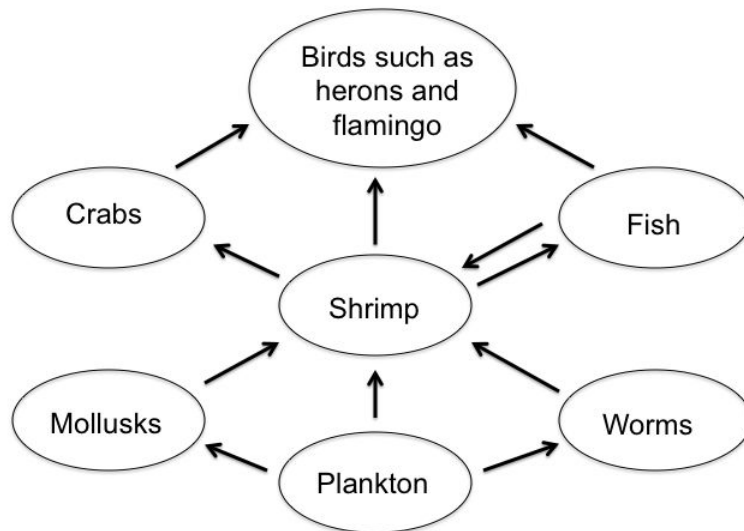 Birds such as
herons and
flamingo
Crabs
Fish
Shrimp
Mollusks
Worms
Plankton